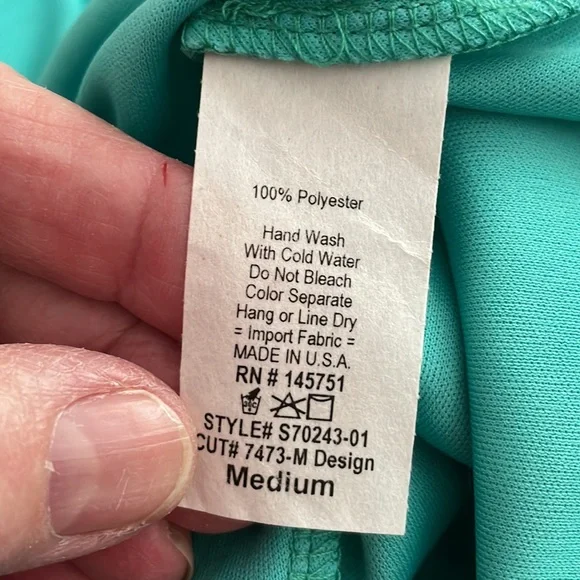 100% Polyester
Hand Wash
With Cold Water
Do Not Bleach
Color Separate
Hang or Line Dry
= Import Fabric =
MADE IN U.S.A.
RN # 145751
STYLE# S70243-01
CUT# 7473-M Design
Medium